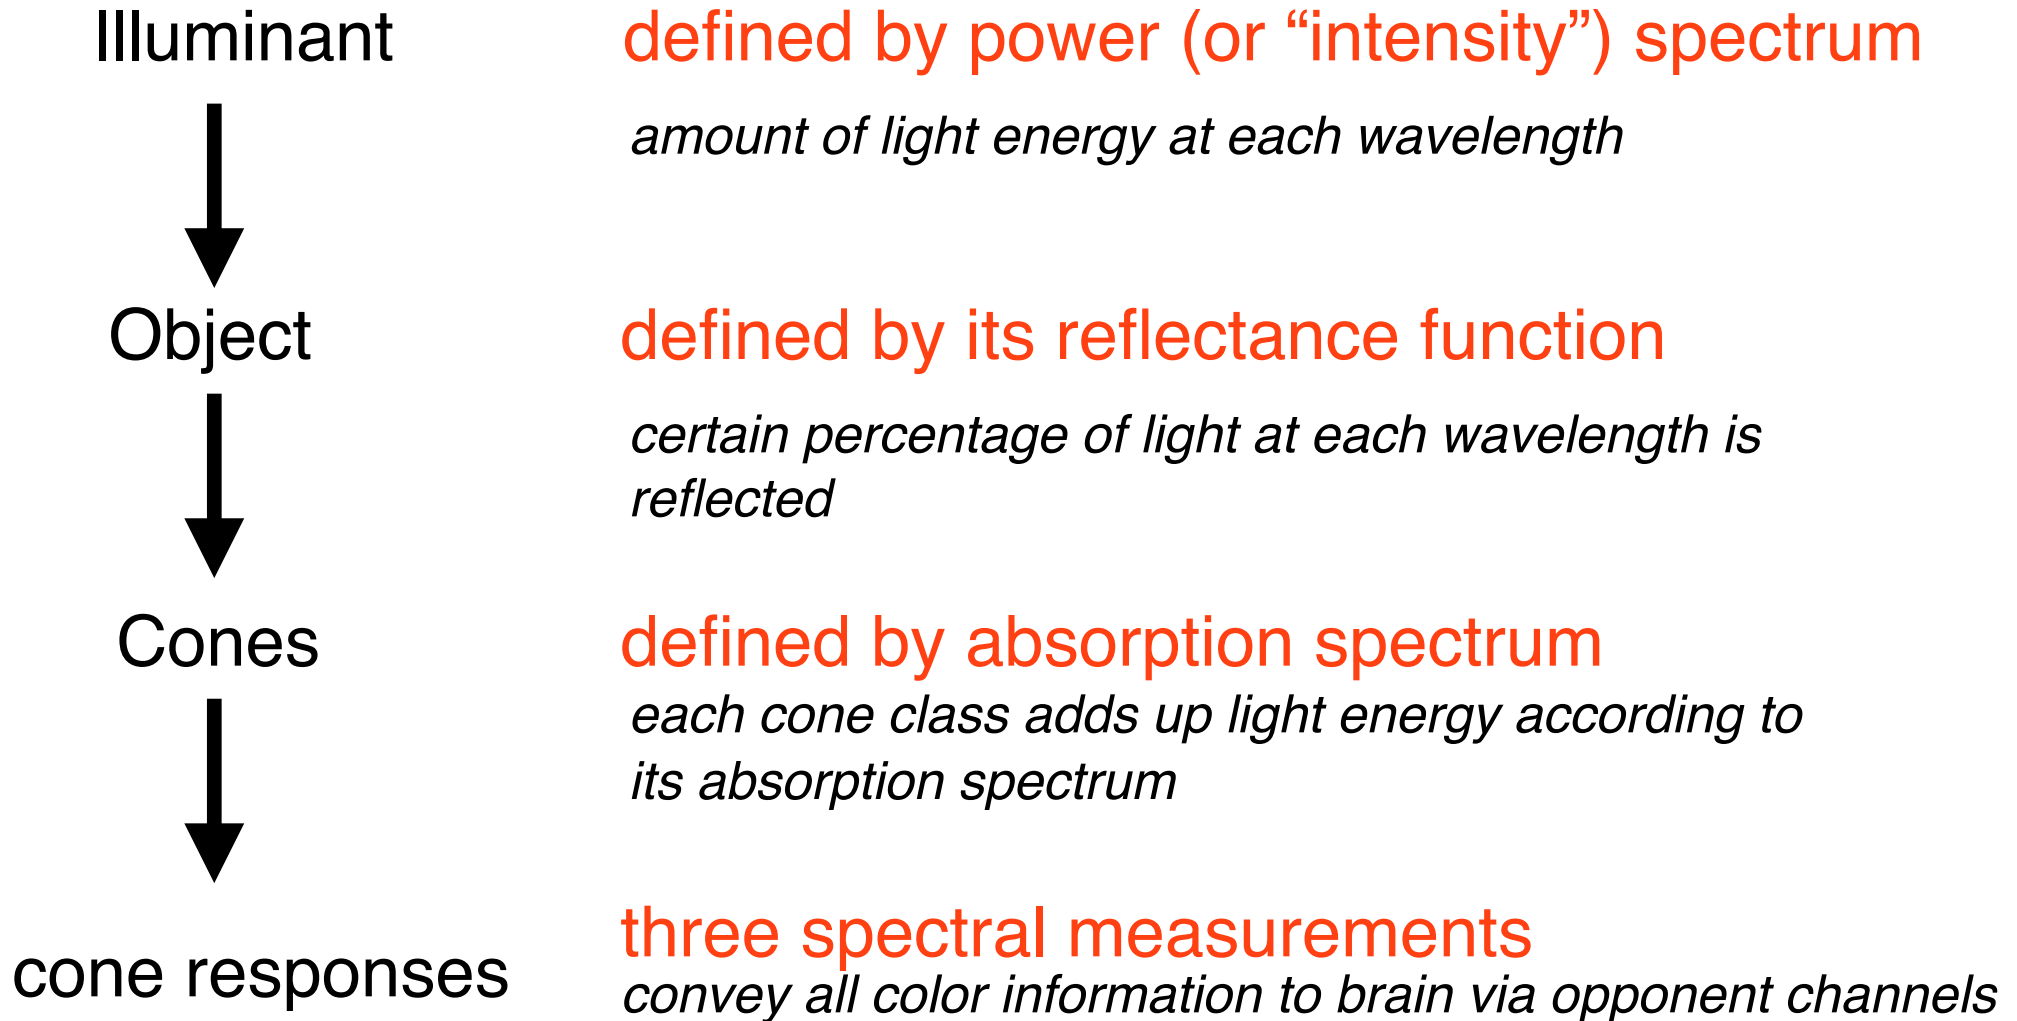 Illuminant
defined by power (or “intensity”) spectrum
amount of light energy at each wavelength
Object
defined by its reflectance function
certain percentage of light at each wavelength is
reflected
Cones
defined by absorption spectrum
each cone class adds up light energy according to
its absorption spectrum
cone responses
three spectral measurements
convey all color information to brain via opponent channels